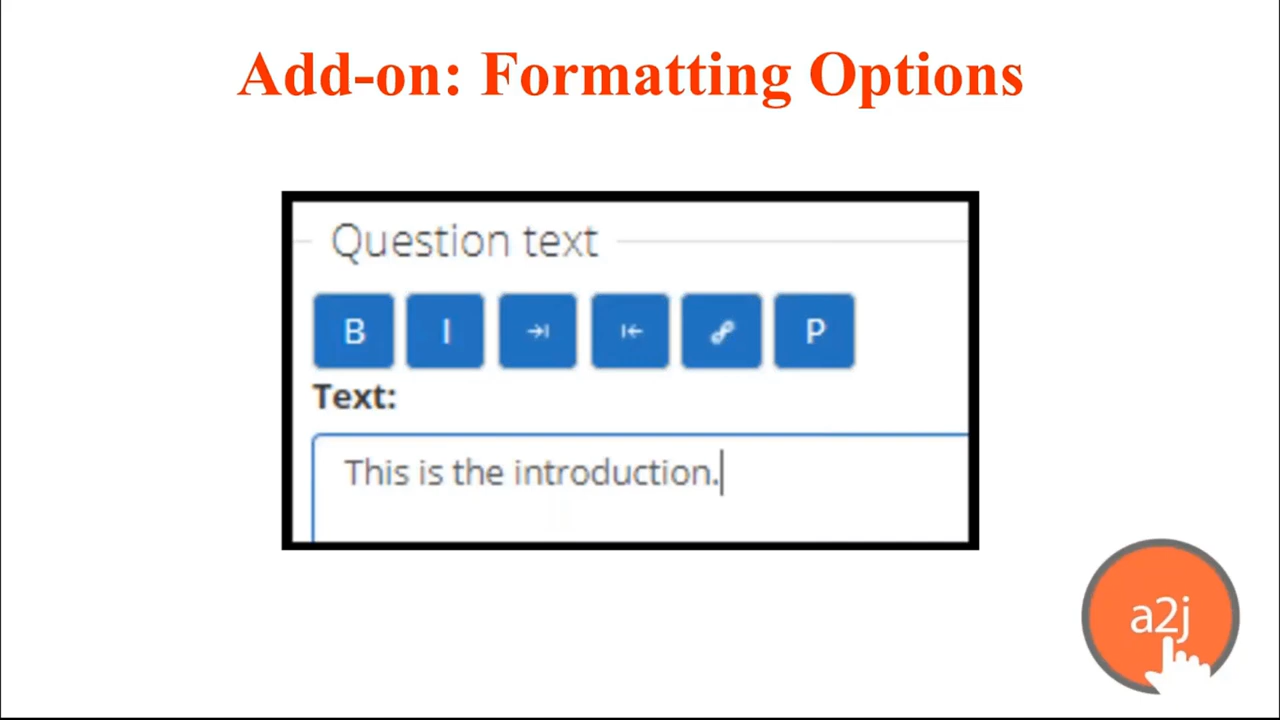 Add-on: Formatting Options
Question text
B I P
Text:
This is the introduction.
a2j